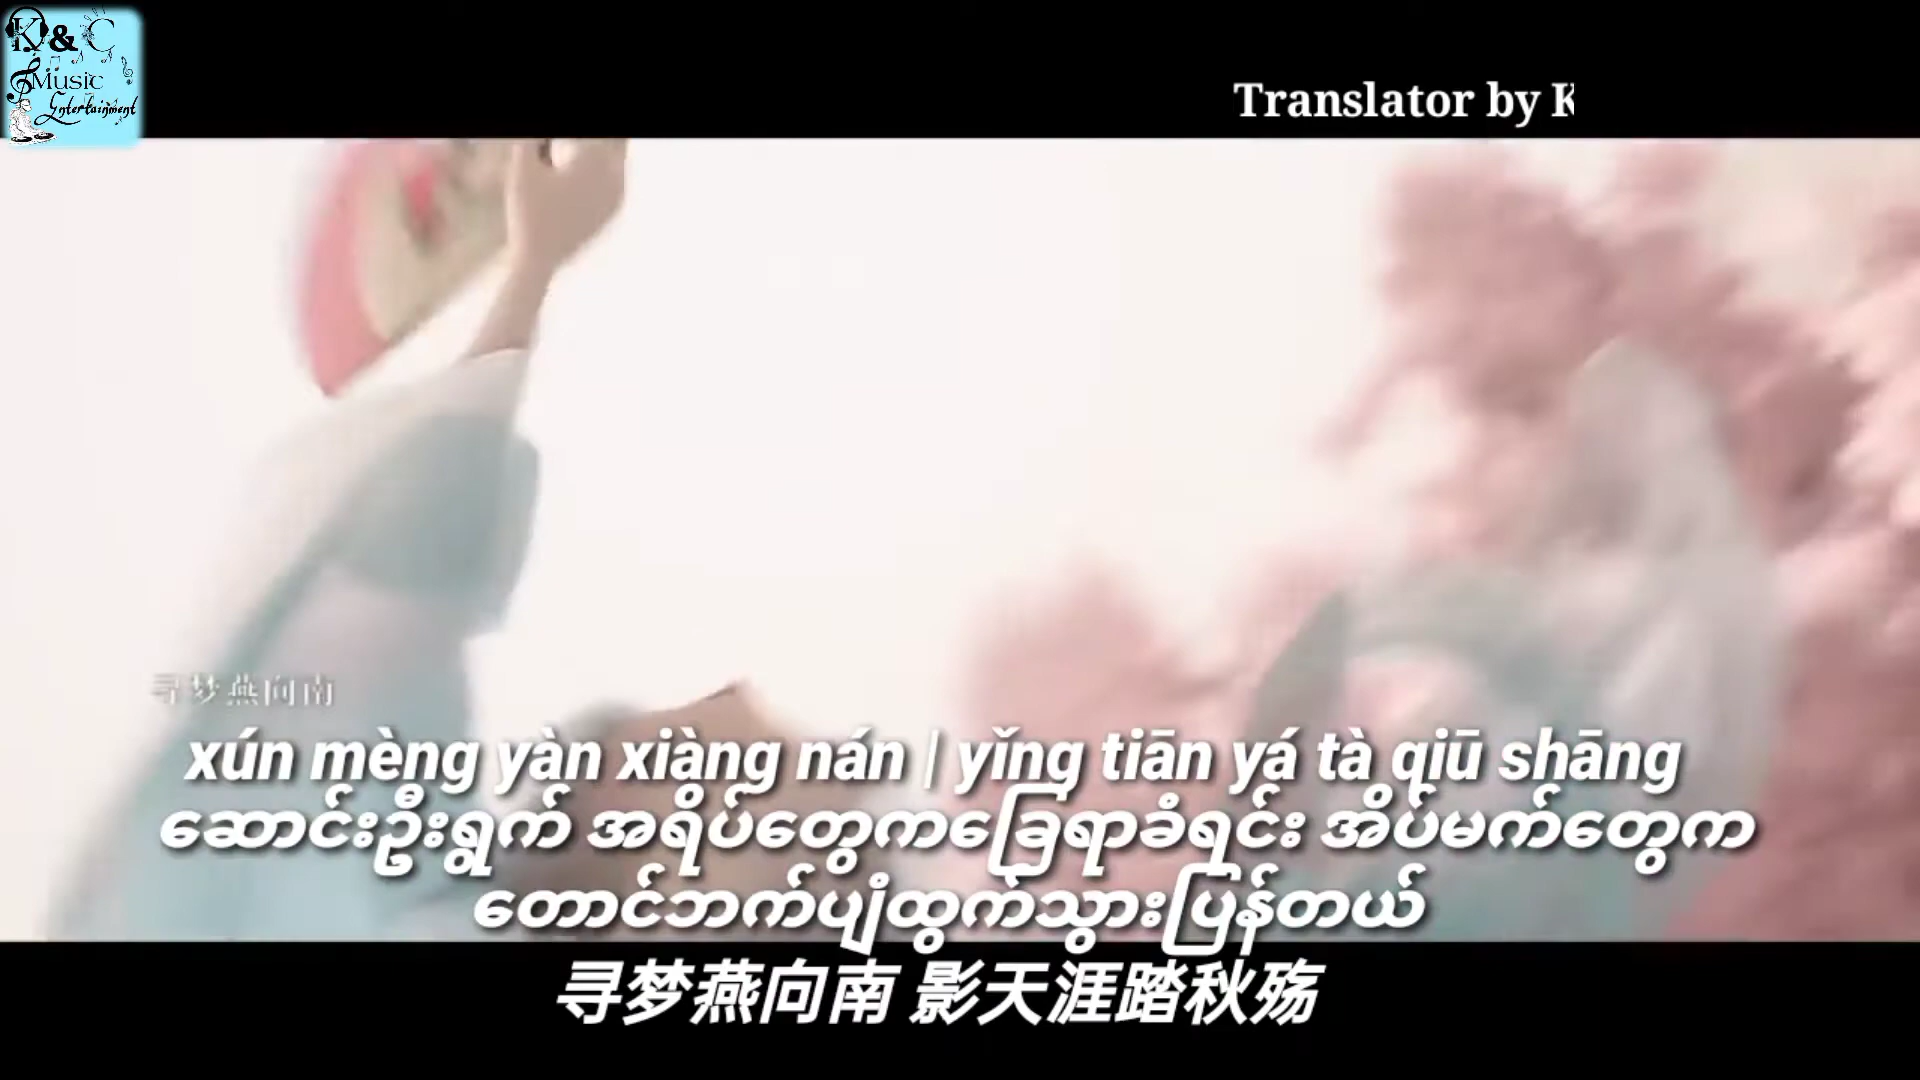 K&C
Music
Entertainment
Translator by K
寻梦燕向南
xún mèng yàn xiàng nán | yǐng tiān yá tà qiū shāng
ဆောင်းဦးရွက် အရိပ်တွေကခြေရာခံရင်း အိပ်မက်တွေက
တောင်ဘက်ပျံထွက်သွားပြန်တယ်
寻梦燕向南 影天涯踏秋殇